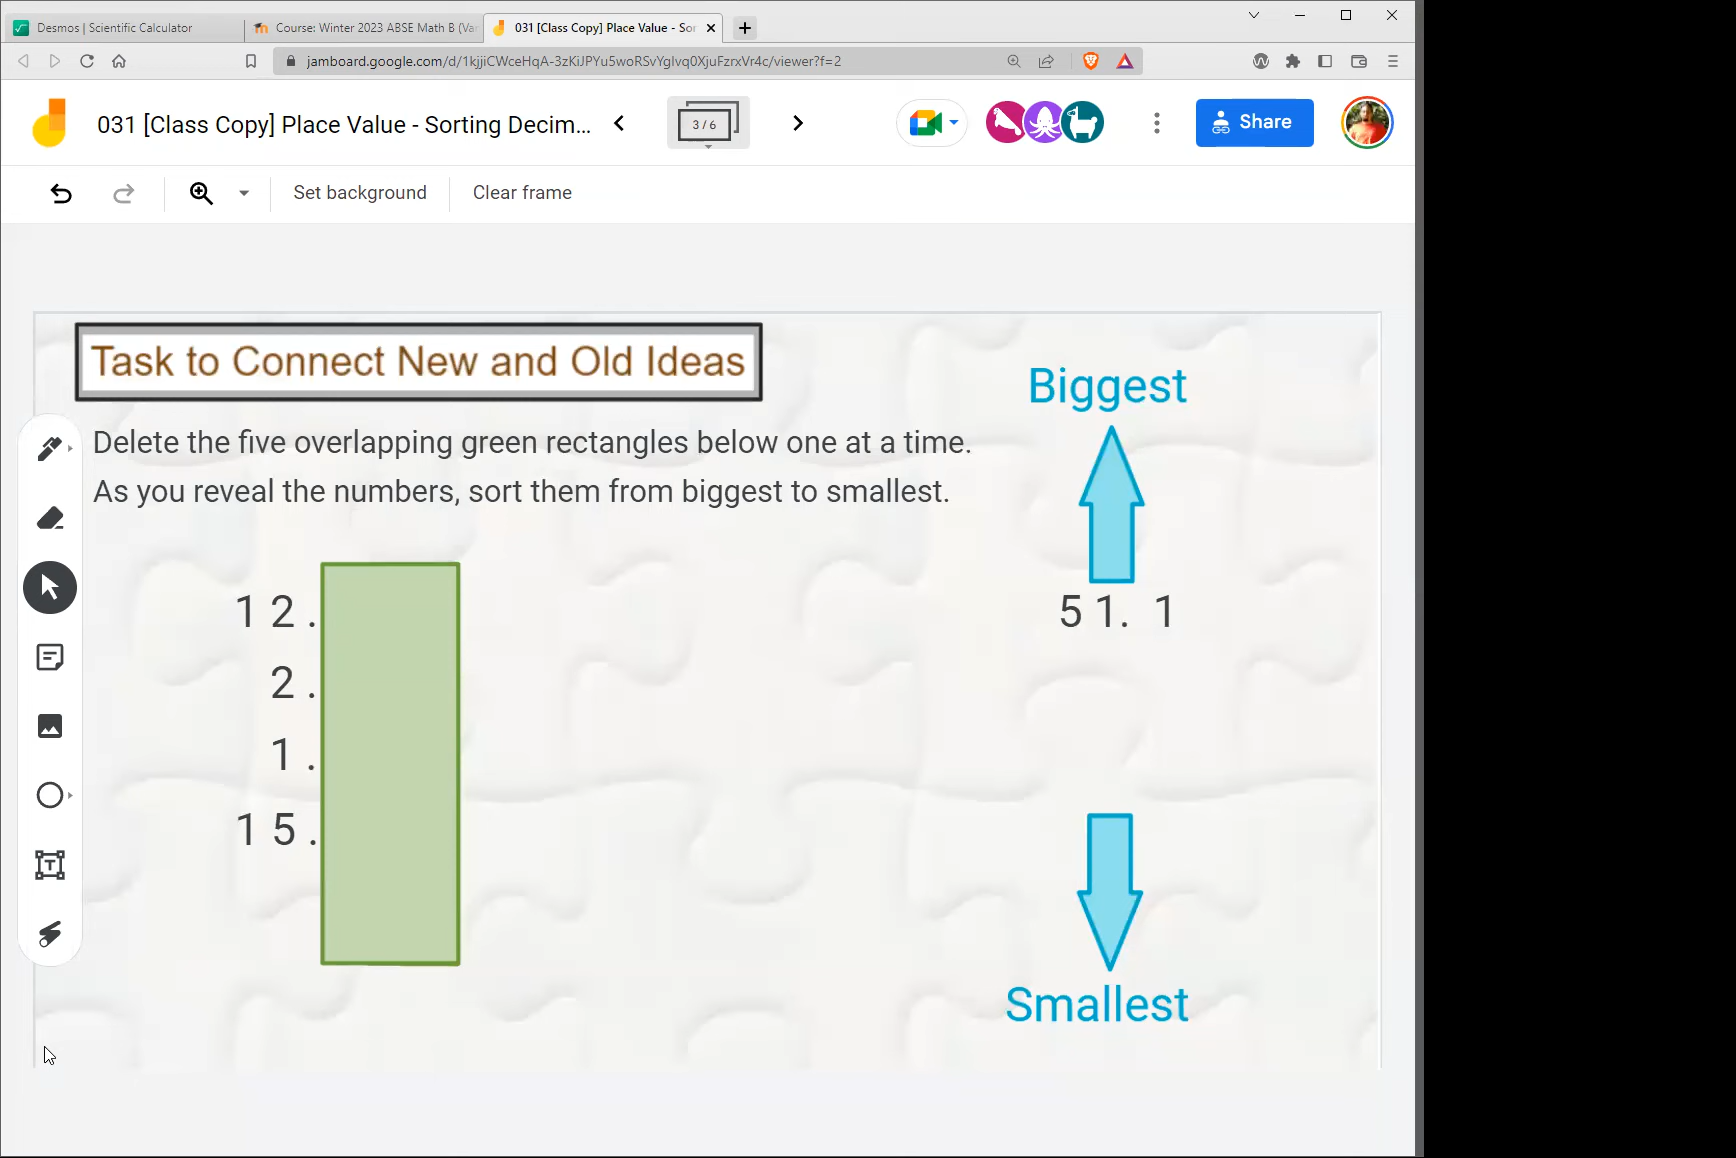 Desmos | Scientific Calculator
Course: Winter 2023 ABSE Math B (Va
031 [Class Copy] Place Value - Sor
jamboard.google.com/d/1kjjiCWceHqA-3zKiJPYu5woRSvYgIvq0XjuFzrxVr4c/viewer?f=2
031 [Class Copy] Place Value - Sorting Decim...
3 / 6
Share
Set background
Clear frame
Task to Connect New and Old Ideas
Biggest
Delete the five overlapping green rectangles below one at a time.
As you reveal the numbers, sort them from biggest to smallest.
1 2 .
5 1 . 1
2 .
1 .
1 5 .
Smallest